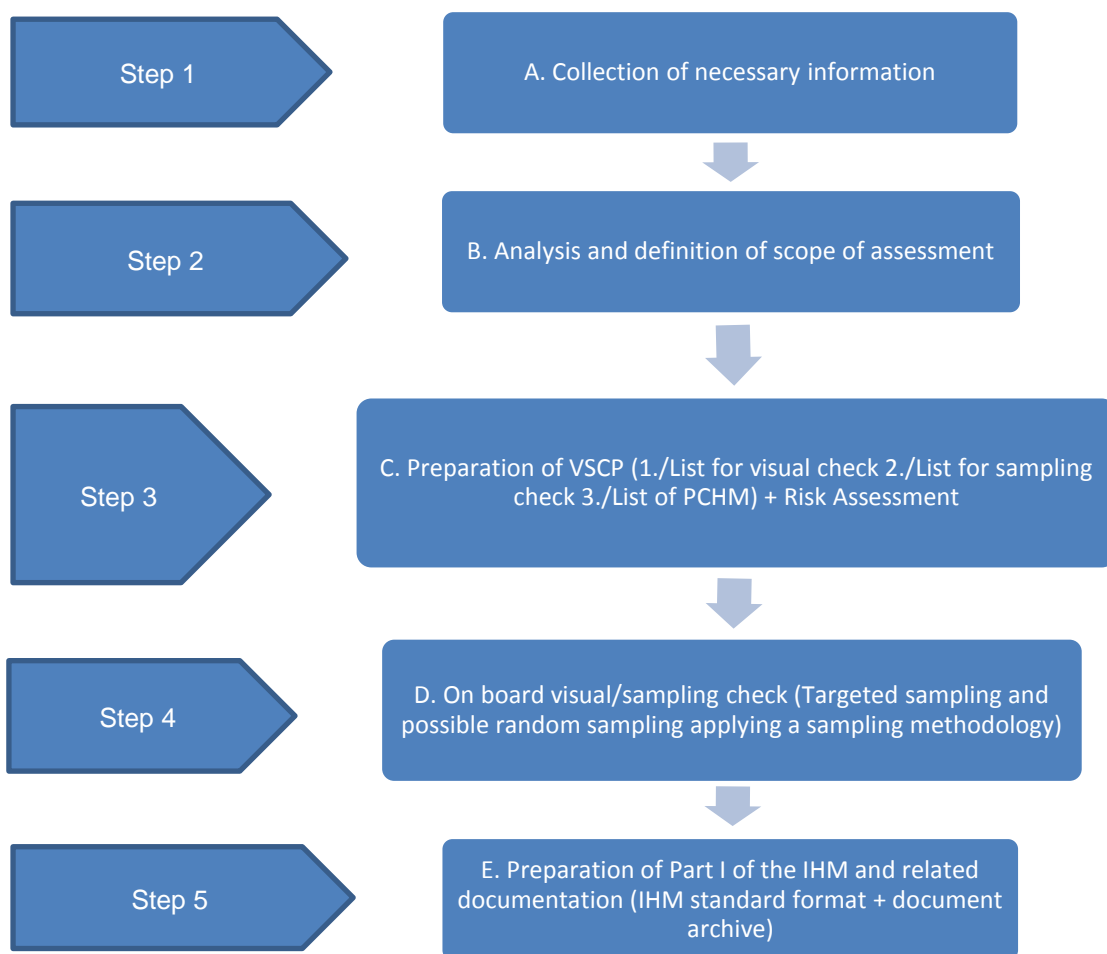 Step 1
A. Collection of necessary information
Step 2
B. Analysis and definition of scope of assessment
Step 3
C. Preparation of VSCP (1./List for visual check 2./List for sampling
check 3./List of PCHM) + Risk Assessment
Step 4
D. On board visual/sampling check (Targeted sampling and
possible random sampling applying a sampling methodology)
Step 5
E. Preparation of Part I of the IHM and related
documentation (IHM standard format + document
archive)